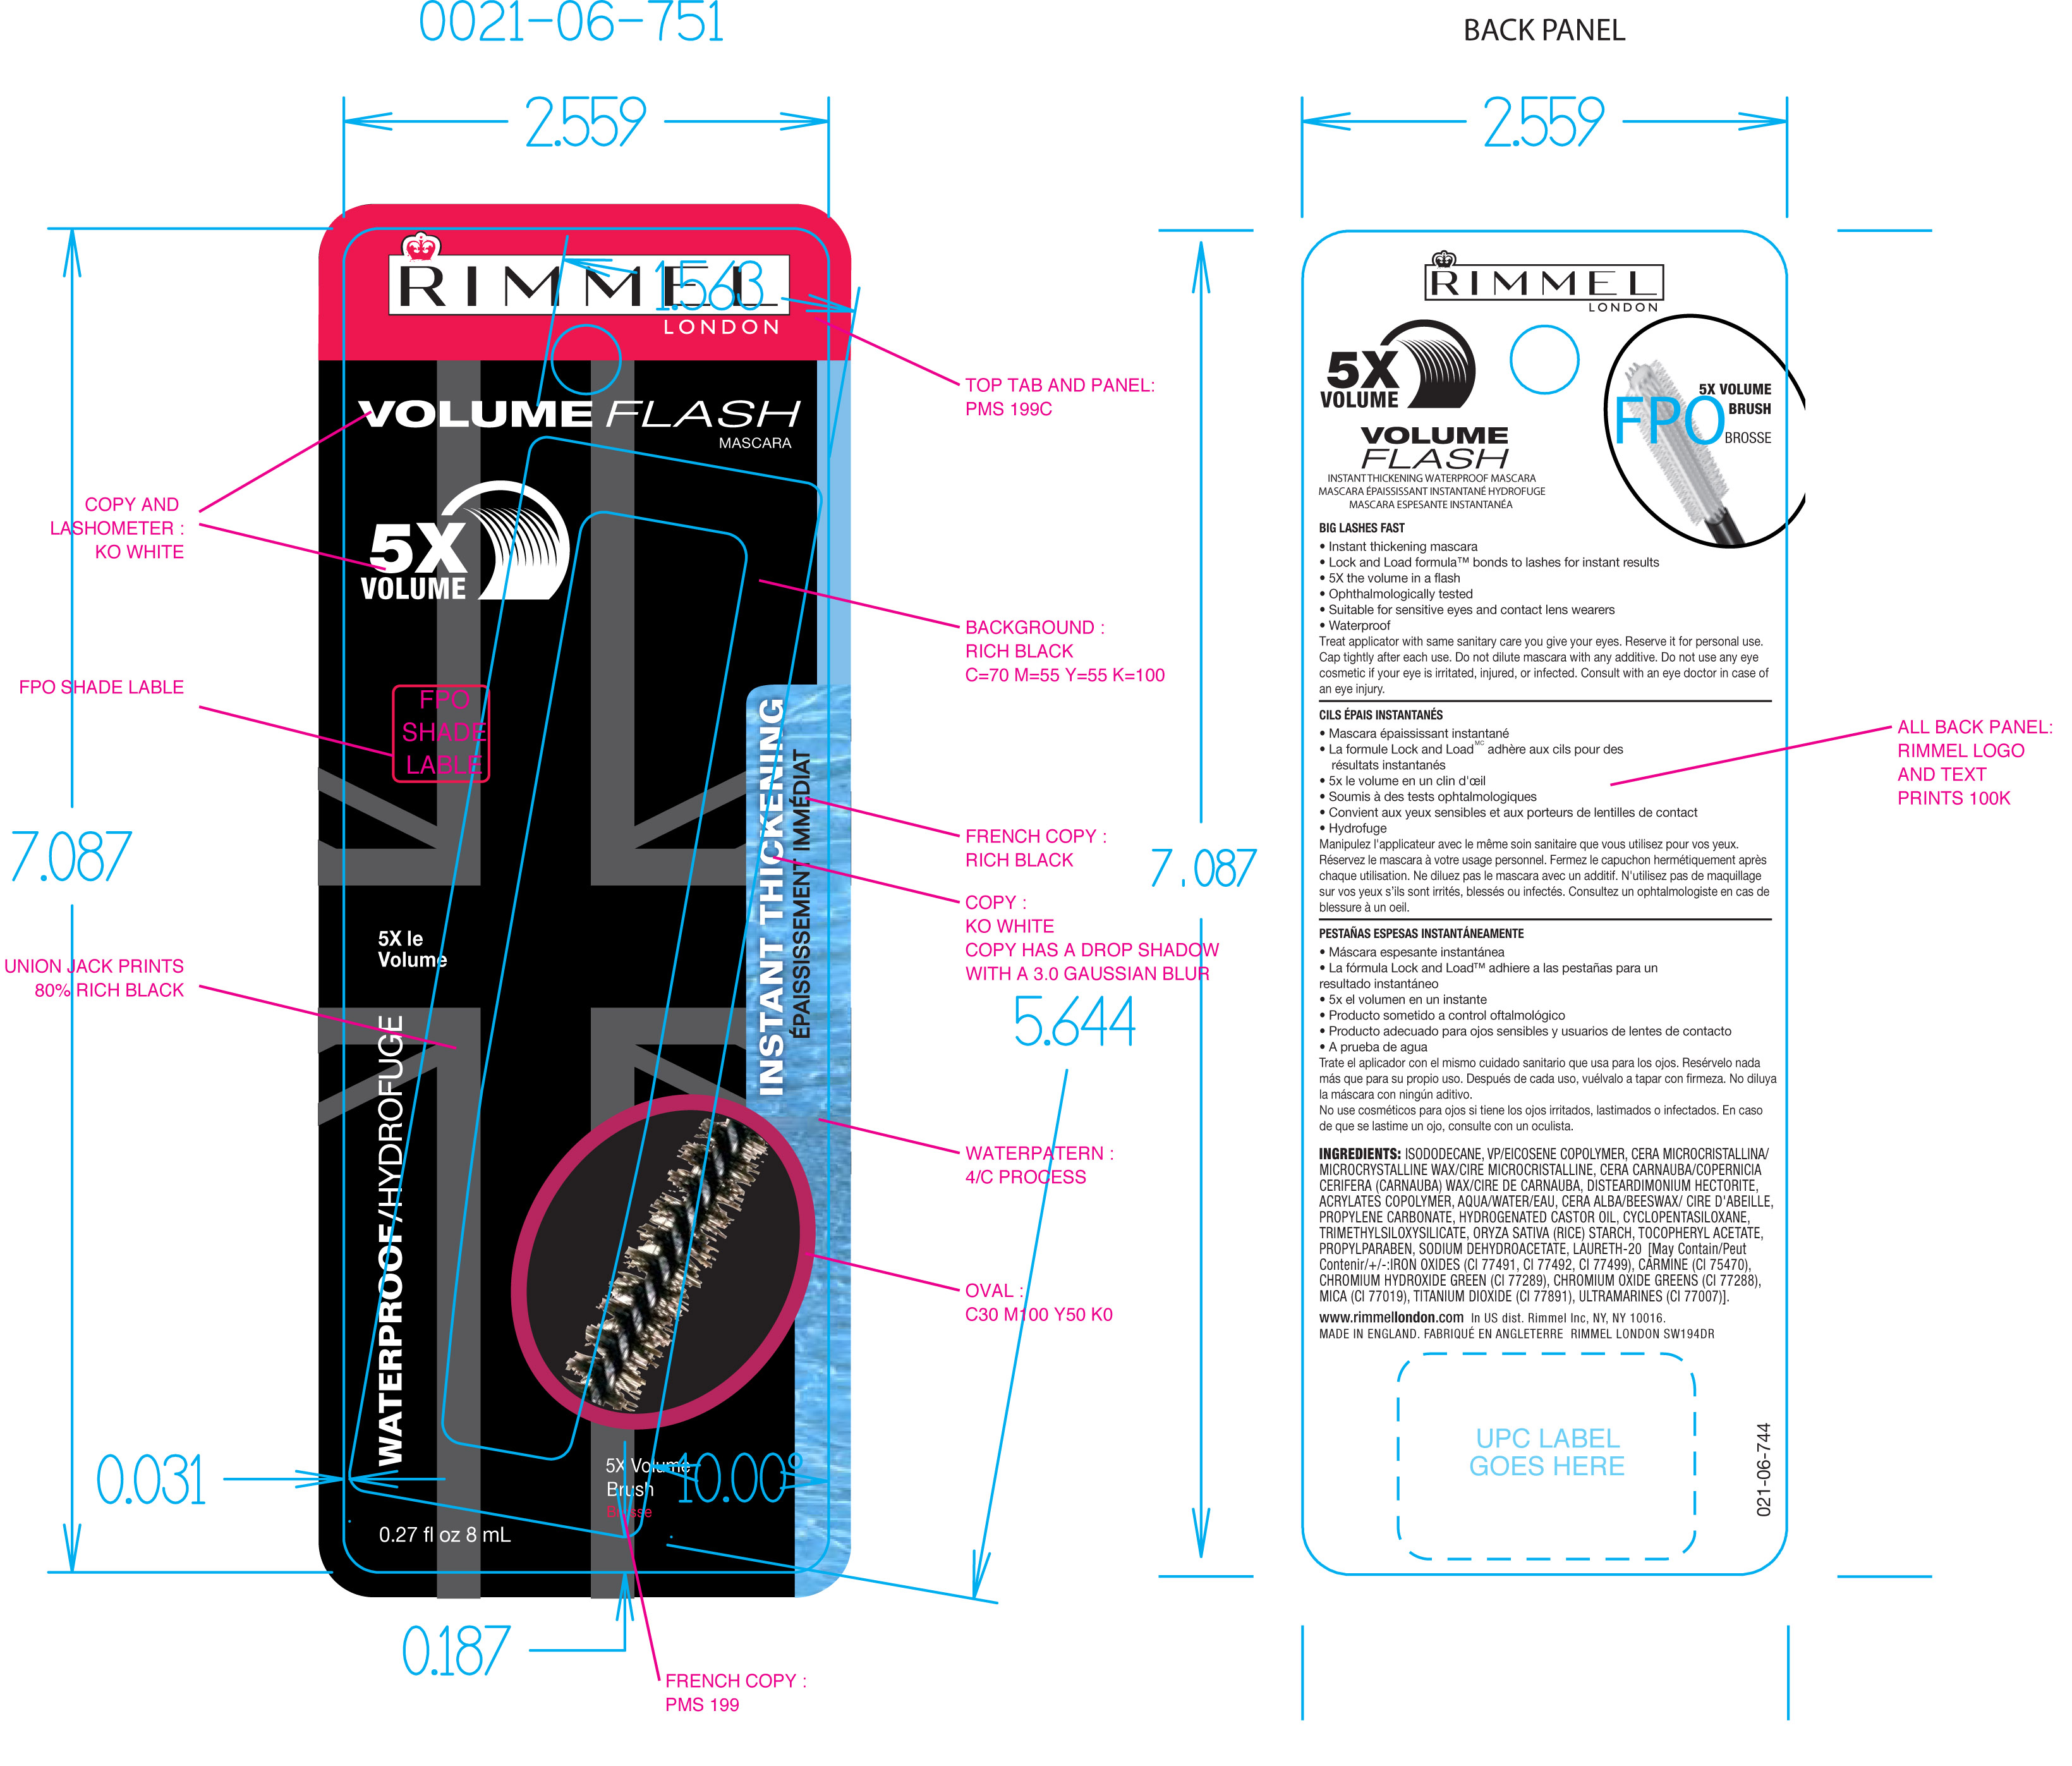 0021-06-751
BACK PANEL
2.559
2.559
RIMMEL
LONDON
1.563
TOP TAB AND PANEL:
PMS 199C
VOLUME FLASH
MASCARA
COPY AND
LASHOMETER :
KO WHITE
5X
VOLUME
BACKGROUND :
RICH BLACK
C=70 M=55 Y=55 K=100
FPO SHADE LABLE
FPO
SHADE
LABLE
INSTANT THICKENING
ÉPAISSISSEMENT IMMÉDIAT
FRENCH COPY :
RICH BLACK
COPY :
KO WHITE
COPY HAS A DROP SHADOW
WITH A 3.0 GAUSSIAN BLUR
7.087
5X le
Volume
UNION JACK PRINTS
80% RICH BLACK
5.644
WATERPROOF/HYDROFUGE
WATERPATERN :
4/C PROCESS
OVAL :
C30 M100 Y50 K0
0.031
5X Volume
Brush
Brosse
10.00°
0.27 fl oz 8 mL
0.187
FRENCH COPY :
PMS 199
7.087
RIMMEL
LONDON
5X
VOLUME
5X VOLUME
BRUSH
FPO
BROSSE
VOLUME
FLASH
INSTANT THICKENING WATERPROOF MASCARA
MASCARA ÉPAISSISSANT INSTANTANÉ HYDROFUGE
MASCARA ESPESANTE INSTANTANÉA
BIG LASHES FAST
• Instant thickening mascara
• Lock and Load formula™ bonds to lashes for instant results
• 5X the volume in a flash
• Ophthalmologically tested
• Suitable for sensitive eyes and contact lens wearers
• Waterproof
Treat applicator with same sanitary care you give your eyes. Reserve it for personal use.
Cap tightly after each use. Do not dilute mascara with any additive. Do not use any eye
cosmetic if your eye is irritated, injured, or infected. Consult with an eye doctor in case of
an eye injury.
CILS ÉPAIS INSTANTANÉS
• Mascara épaississant instantané
• La formule Lock and Load MC adhère aux cils pour des
résultats instantanés
• 5x le volume en un clin d'œil
• Soumis à des tests ophtalmologiques
• Convient aux yeux sensibles et aux porteurs de lentilles de contact
• Hydrofuge
Manipulez l'applicateur avec le même soin sanitaire que vous utilisez pour vos yeux.
Réservez le mascara à votre usage personnel. Fermez le capuchon hermétiquement après
chaque utilisation. Ne diluez pas le mascara avec un additif. N'utilisez pas de maquillage
sur vos yeux s'ils sont irrités, blessés ou infectés. Consultez un ophtalmologiste en cas de
blessure à un oeil.
PESTAÑAS ESPESAS INSTANTÁNEAMENTE
• Máscara espesante instantánea
• La fórmula Lock and Load™ adhiere a las pestañas para un
resultado instantáneo
• 5x el volumen en un instante
• Producto sometido a control oftalmológico
• Producto adecuado para ojos sensibles y usuarios de lentes de contacto
• A prueba de agua
Trate el aplicador con el mismo cuidado sanitario que usa para los ojos. Resérvelo nada
más que para su propio uso. Después de cada uso, vuélvalo a tapar con firmeza. No diluya
la máscara con ningún aditivo.
No use cosméticos para ojos si tiene los ojos irritados, lastimados o infectados. En caso
de que se lastime un ojo, consulte con un oculista.
INGREDIENTS: ISODODECANE, VP/EICOSENE COPOLYMER, CERA MICROCRISTALLINA/
MICROCRYSTALLINE WAX/CIRE MICROCRISTALLINE, CERA CARNAUBA/COPERNICIA
CERIFERA (CARNAUBA) WAX/CIRE DE CARNAUBA, DISTEARDIMONIUM HECTORITE,
ACRYLATES COPOLYMER, AQUA/WATER/EAU, CERA ALBA/BEESWAX/ CIRE D'ABEILLE,
PROPYLENE CARBONATE, HYDROGENATED CASTOR OIL, CYCLOPENTASILOXANE,
TRIMETHYLSILOXYSILICATE, ORYZA SATIVA (RICE) STARCH, TOCOPHERYL ACETATE,
PROPYLPARABEN, SODIUM DEHYDROACETATE, LAURETH-20 [May Contain/Peut
Contenir/+/-:IRON OXIDES (CI 77491, CI 77492, CI 77499), CARMINE (CI 75470),
CHROMIUM HYDROXIDE GREEN (CI 77289), CHROMIUM OXIDE GREENS (CI 77288),
MICA (CI 77019), TITANIUM DIOXIDE (CI 77891), ULTRAMARINES (CI 77007)].
www.rimmellondon.com In US dist. Rimmel Inc, NY, NY 10016.
MADE IN ENGLAND. FABRIQUÉ EN ANGLETERRE RIMMEL LONDON SW194DR
UPC LABEL
GOES HERE
021-06-744
ALL BACK PANEL:
RIMMEL LOGO
AND TEXT
PRINTS 100K